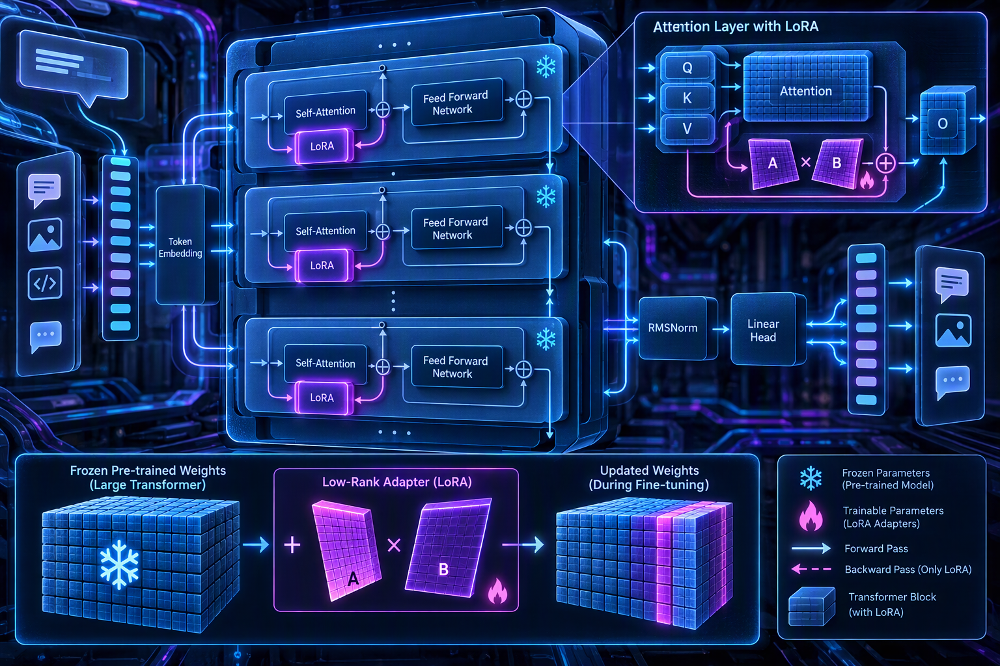 Attention Layer with LoRA
Q
K
V
Attention
A
×
B
O
Self-Attention
LoRA
Feed Forward
Network
Self-Attention
LoRA
Feed Forward
Network
Self-Attention
LoRA
Feed Forward
Network
</>
Token
Embedding
RMSNorm
Linear
Head
Frozen Pre-trained Weights
(Large Transformer)
Low-Rank Adapter (LoRA)
+
A
×
B
Updated Weights
(During Fine-tuning)
Frozen Parameters
(Pre-trained Model)
Trainable Parameters
(LoRA Adapters)
Forward Pass
Backward Pass (Only LoRA)
Transformer Block
(with LoRA)